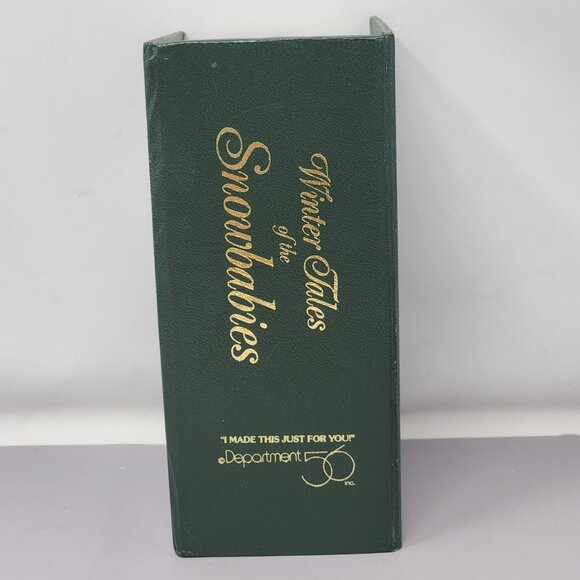 Winter Tales
of the
Snowbabies
"I MADE THIS JUST FOR YOU!"
©Department 56 inc.